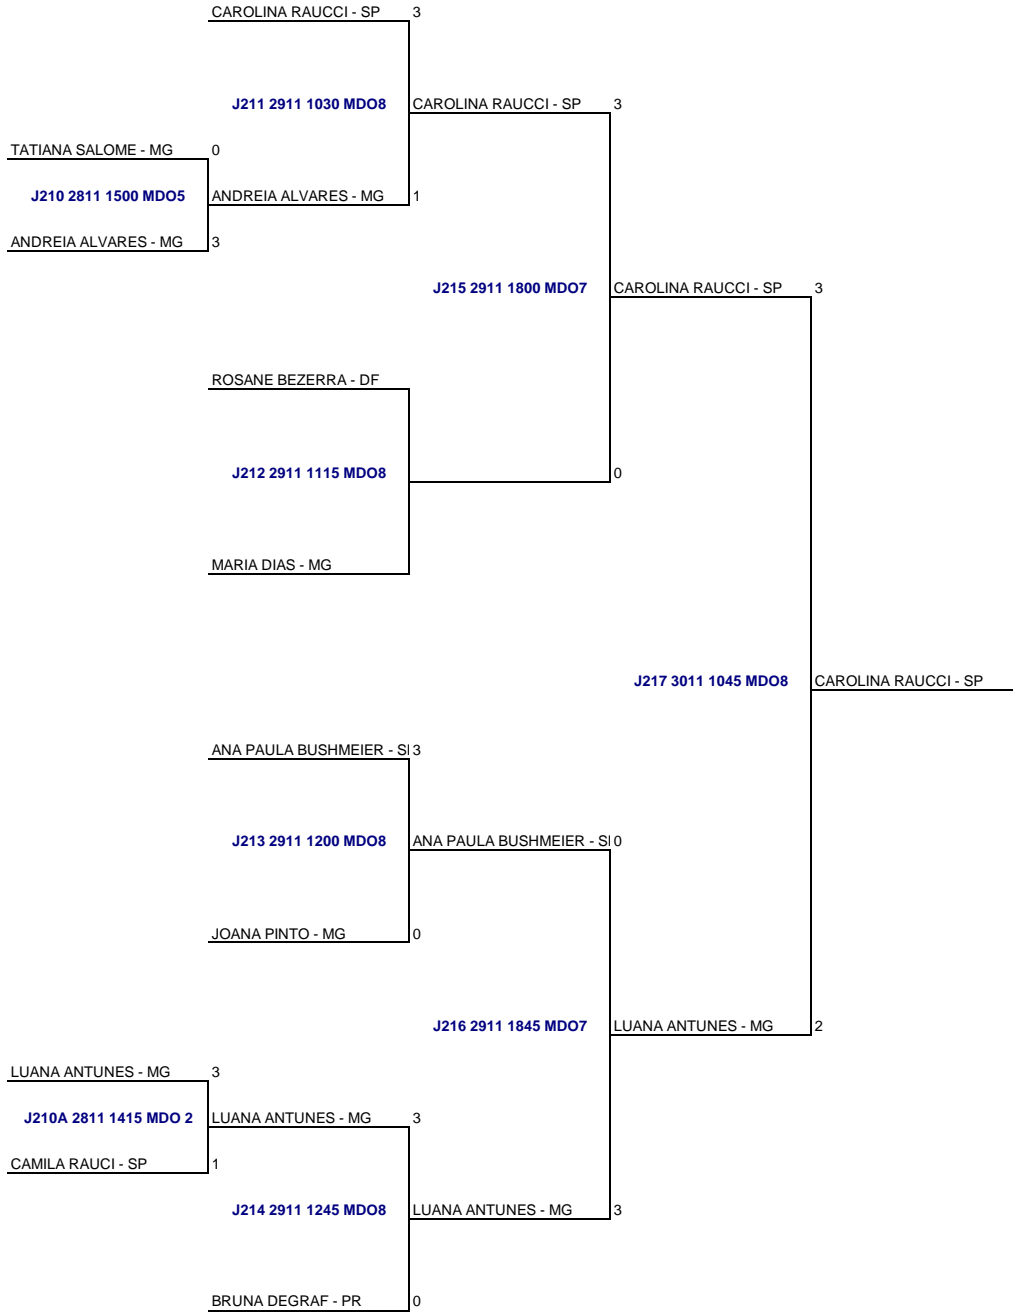 CAROLINA RAUCCI - SP 3
J211 2911 1030 MDO8 CAROLINA RAUCCI - SP 3
TATIANA SALOME - MG 0
J210 2811 1500 MDO5 ANDREIA ALVARES - MG 1
ANDREIA ALVARES - MG 3
J215 2911 1800 MDO7 CAROLINA RAUCCI - SP 3
ROSANE BEZERRA - DF
J212 2911 1115 MDO8 0
MARIA DIAS - MG
J217 3011 1045 MDO8 CAROLINA RAUCCI - SP
ANA PAULA BUSHMEIER - S 3
J213 2911 1200 MDO8 ANA PAULA BUSHMEIER - S 0
JOANA PINTO - MG 0
J216 2911 1845 MDO7 LUANA ANTUNES - MG 2
LUANA ANTUNES - MG 3
J210A 2811 1415 MDO 2 LUANA ANTUNES - MG 3
CAMILA RAUCI - SP 1
J214 2911 1245 MDO8 LUANA ANTUNES - MG 3
BRUNA DEGRAF - PR 0